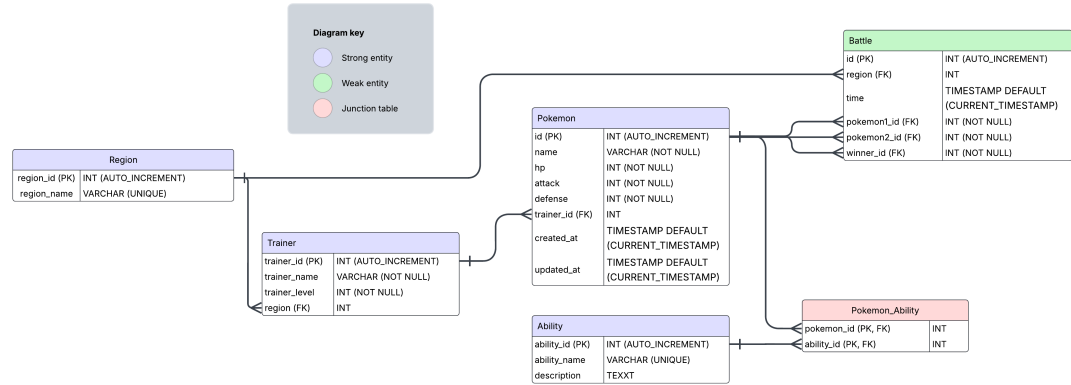 Diagram key
Strong entity
Weak entity
Junction table
Battle
id (PK) INT (AUTO_INCREMENT)
region (FK) INT
time TIMESTAMP DEFAULT
(CURRENT_TIMESTAMP)
pokemon1_id (FK) INT (NOT NULL)
pokemon2_id (FK) INT (NOT NULL)
winner_id (FK) INT (NOT NULL)
Pokemon
id (PK) INT (AUTO_INCREMENT)
name VARCHAR (NOT NULL)
hp INT (NOT NULL)
attack INT (NOT NULL)
defense INT (NOT NULL)
trainer_id (FK) INT
created_at TIMESTAMP DEFAULT
(CURRENT_TIMESTAMP)
updated_at TIMESTAMP DEFAULT
(CURRENT_TIMESTAMP)
Region
region_id (PK) INT (AUTO_INCREMENT)
region_name VARCHAR (UNIQUE)
Trainer
trainer_id (PK) INT (AUTO_INCREMENT)
trainer_name VARCHAR (NOT NULL)
trainer_level INT (NOT NULL)
region (FK) INT
Ability
ability_id (PK) INT (AUTO_INCREMENT)
ability_name VARCHAR (UNIQUE)
description TEXXT
Pokemon_Ability
pokemon_id (PK, FK) INT
ability_id (PK, FK) INT